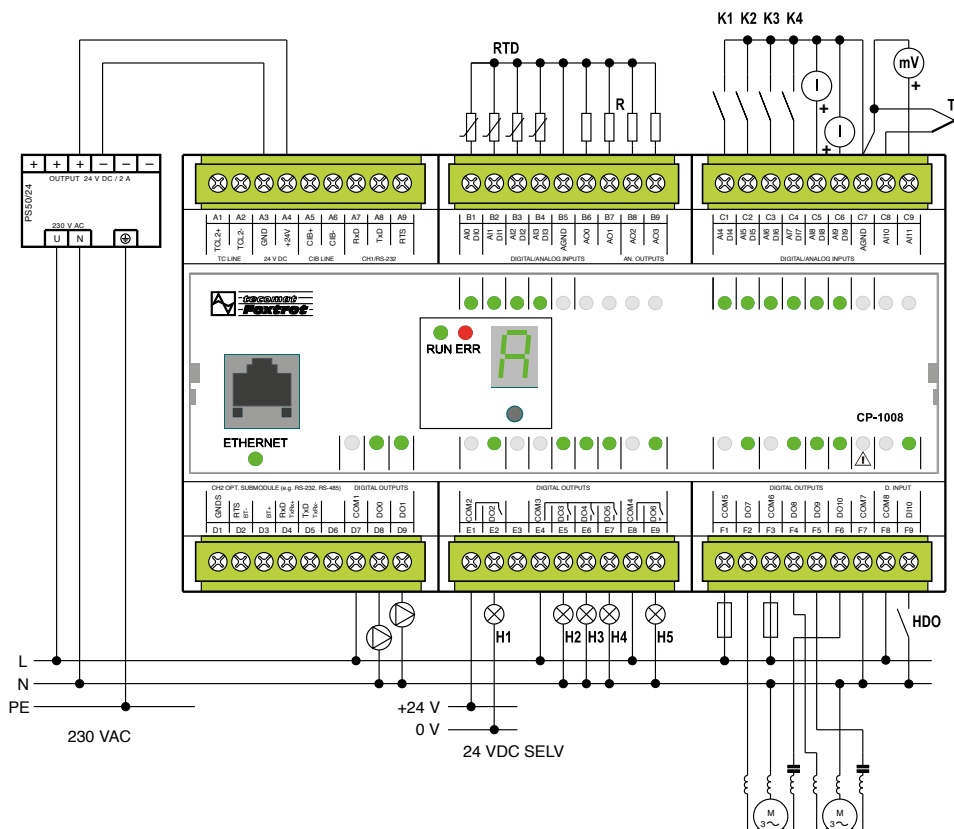 K1 K2 K3 K4
RTD
R
I
+
I
+
mV
+
T
+ + + − − −
OUTPUT 24 V DC / 2 A
PS50/24
230 VAC
U N
A1 A2 A3 A4 A5 A6 A7 A8 A9
TCL2+ TCL2- GND +24V CIB+ CIB- RxD TxD RTS
TC LINE 24 V DC CIB LINE CH1/RS-232
B1 B2 B3 B4 B5 B6 B7 B8 B9
AI0 DI0 AI1 DI1 AI2 DI2 AI3 DI3 AGND AO0 AO1 AO2 AO3
DIGITAL/ANALOG INPUTS AN. OUTPUTS
C1 C2 C3 C4 C5 C6 C7 C8 C9
AI4 DI4 AI5 DI5 AI6 DI6 AI7 DI7 AI8 DI8 AI9 DI9 AGND AI10 AI11
DIGITAL/ANALOG INPUTS
tecomat
Foxtrot
RUN ERR
A
CP-1008
ETHERNET
CH2 OPT. SUBMODULE (e.g. RS-232, RS-485) DIGITAL OUTPUTS
GNDS RTS BT- BT+ RxD TxRx+ TxD TxRx- COM1 DO0 DO1
D1 D2 D3 D4 D5 D6 D7 D8 D9
DIGITAL OUTPUTS
COM2 DO2 COM3 DO3 DO4 DO5 COM4 DO6
E1 E2 E3 E4 E5 E6 E7 E8 E9
DIGITAL OUTPUTS D. INPUT
COM5 DO7 COM6 DO8 DO9 DO10 COM7 COM8 DI10
F1 F2 F3 F4 F5 F6 F7 F8 F9
H1 H2 H3 H4 H5
HDO
L
N
PE
230 VAC
+24 V
0 V
24 VDC SELV
M
3~
M
3~